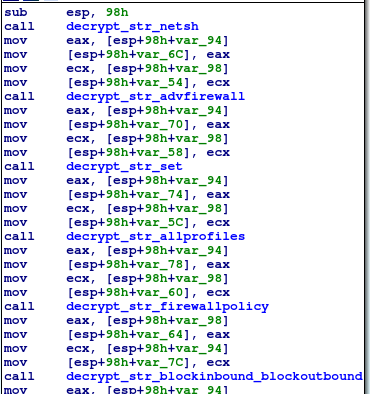 sub esp, 98h
call decrypt_str_netsh
mov eax, [esp+98h+var_94]
mov [esp+98h+var_6C], eax
mov ecx, [esp+98h+var_98]
mov [esp+98h+var_54], ecx
call decrypt_str_advfirewall
mov eax, [esp+98h+var_94]
mov [esp+98h+var_70], eax
mov ecx, [esp+98h+var_98]
mov [esp+98h+var_58], ecx
call decrypt_str_set
mov eax, [esp+98h+var_94]
mov [esp+98h+var_74], eax
mov ecx, [esp+98h+var_98]
mov [esp+98h+var_5C], ecx
call decrypt_str_allprofiles
mov eax, [esp+98h+var_94]
mov [esp+98h+var_78], eax
mov ecx, [esp+98h+var_98]
mov [esp+98h+var_60], ecx
call decrypt_str_firewallpolicy
mov eax, [esp+98h+var_98]
mov [esp+98h+var_64], eax
mov ecx, [esp+98h+var_94]
mov [esp+98h+var_7C], ecx
call decrypt_str_blockinbound_blockoutbound
mov eax, [esp+98h+var_94]